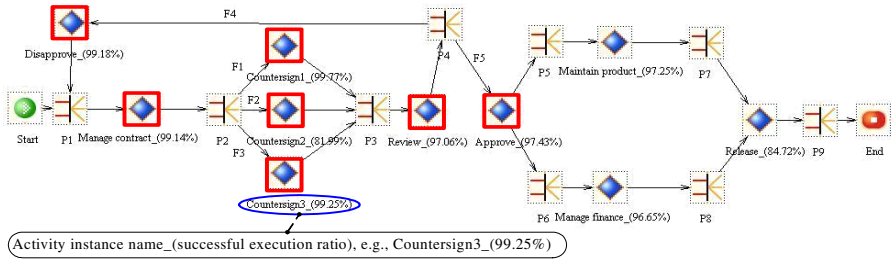 F4
P4
Disapprove_(99.18%)
F1
Countersign1_(99.77%)
F5
P5
Maintain product_(97.25%)
P7
Start
P1
Manage contract_(99.14%)
P2
F2
Countersign2_(81.99%)
P3
Review_(97.06%)
Approve_(97.43%)
Release_(84.72%)
P9
End
F3
Countersign3_(99.25%)
P6
Manage finance_(96.65%)
P8
Activity instance name_(successful execution ratio), e.g., Countersign3_(99.25%)